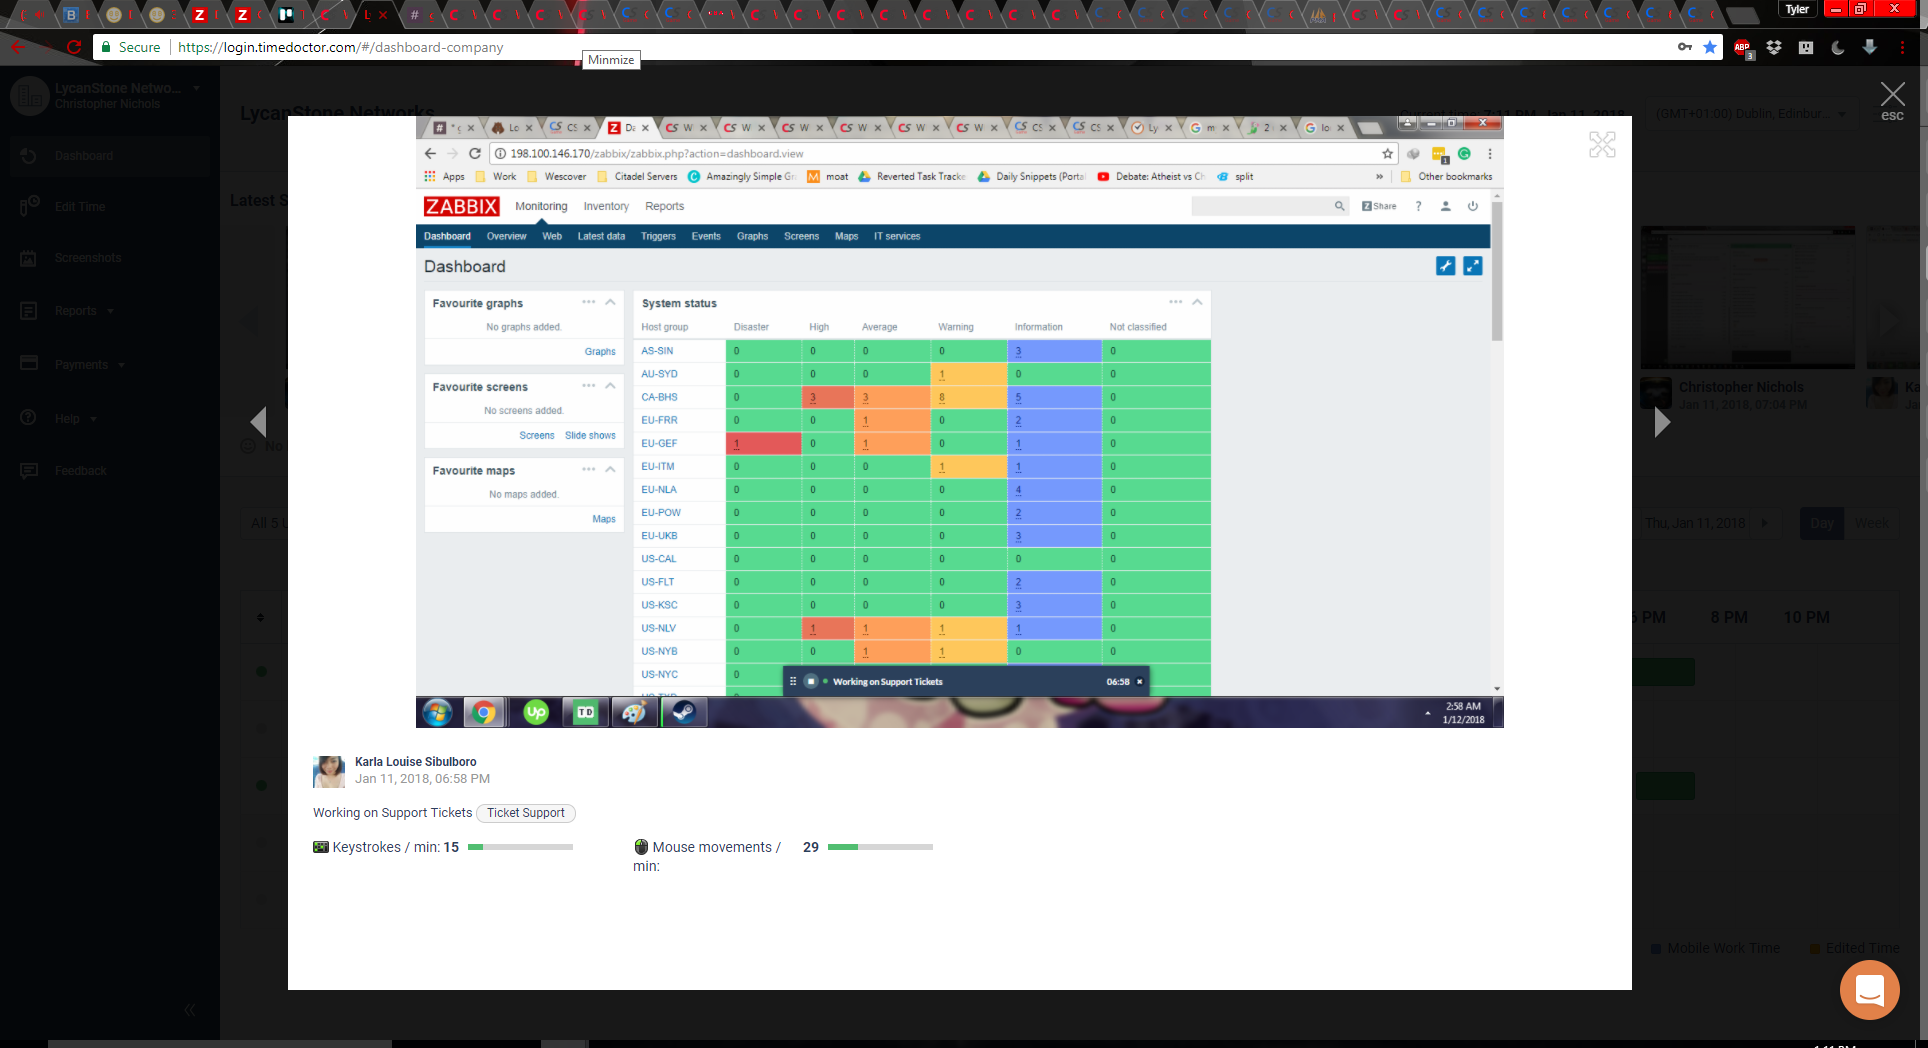 Tyler
Secure https://login.timedoctor.com/#/dashboard-company
Minmize
ABP
3
LycanStone Netwo...
Christopher Nichols
Dashboard
Edit Time
Screenshots
Reports
Payments
Help
Feedback
LycanStone Networks
(GMT+01:00) Dublin, Edinbur...
esc
198.100.146.170/zabbix/zabbix.php?action=dashboard.view
Apps Work Wescover Citadel Servers Amazingly Simple Gr moat Reverted Task Tracke Daily Snippets (Portal Debate: Atheist vs Ch split » Other bookmarks
ZABBIX Monitoring Inventory Reports Z Share ?
Dashboard Overview Web Latest data Triggers Events Graphs Screens Maps IT services
Dashboard
Favourite graphs
No graphs added.
Graphs
Favourite screens
No screens added.
Screens Slide shows
Favourite maps
No maps added.
Maps
System status
Host group Disaster High Average Warning Information Not classified
AS-SIN 0 0 0 0 3 0
AU-SYD 0 0 0 1 0 0
CA-BHS 0 3 3 8 5 0
EU-FRR 0 0 1 0 2 0
EU-GEF 1 0 1 0 1 0
EU-ITM 0 0 0 1 1 0
EU-NLA 0 0 0 0 4 0
EU-POW 0 0 0 0 2 0
EU-UKB 0 0 0 0 3 0
US-CAL 0 0 0 0 0 0
US-FLT 0 0 0 0 2 0
US-KSC 0 0 0 0 3 0
US-NLV 0 1 1 1 1 0
US-NYB 0 0 1 1 0 0
US-NYC 0 0
Working on Support Tickets 06:58
Up TD
2:58 AM
1/12/2018
Christopher Nichols
Jan 11, 2018, 07:04 PM
Thu, Jan 11, 2018 Day Week
8 PM 10 PM
Karla Louise Sibulboro
Jan 11, 2018, 06:58 PM
Working on Support Tickets Ticket Support
Keystrokes / min: 15
Mouse movements / min: 29
Mobile Work Time Edited Time